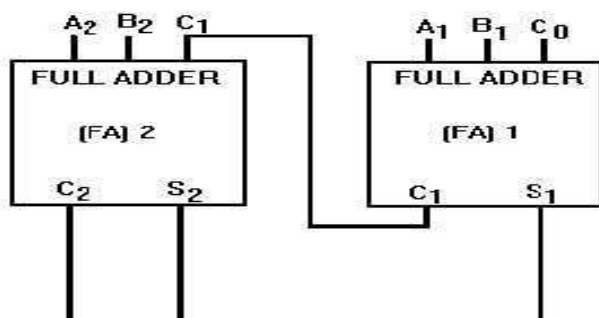 A2 B2 C1
FULL ADDER
(FA) 2
C2 S2
A1 B1 C0
FULL ADDER
(FA) 1
C1 S1